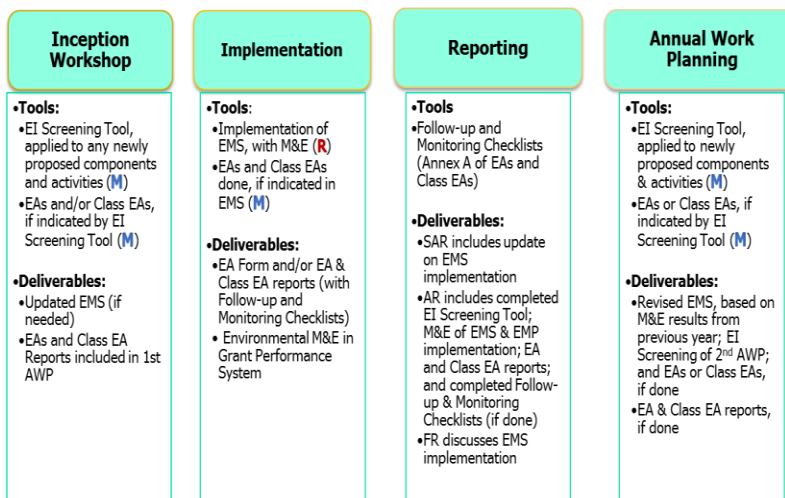 Inception
Workshop
•Tools:
•EI Screening Tool,
applied to any newly
proposed components
and activities (M)
•EAs and/or Class EAs,
if indicated by EI
Screening Tool (M)
•Deliverables:
•Updated EMS (if
needed)
•EAs and Class EA
Reports included in 1st
AWP
Implementation
•Tools:
•Implementation of
EMS, with M&E (R)
•EAs and Class EAs
done, if indicated in
EMS (M)
•Deliverables:
•EA Form and/or EA &
Class EA reports (with
Follow-up and
Monitoring Checklists)
• Environmental M&E in
Grant Performance
System
Reporting
•Tools
•Follow-up and
Monitoring Checklists
(Annex A of EAs and
Class EAs)
•Deliverables:
•SAR includes update
on EMS
implementation
•AR includes completed
EI Screening Tool;
M&E of EMS & EMP
implementation; EA
and Class EA reports;
and completed Follow-
up & Monitoring
Checklists (if done)
•FR discusses EMS
implementation
Annual Work
Planning
•Tools:
•EI Screening Tool,
applied to newly
proposed components
& activities (M)
•EAs or Class EAs, if
indicated by EI
Screening Tool (M)
•Deliverables:
•Revised EMS, based on
M&E results from
previous year; EI
Screening of 2nd AWP;
and EAs or Class EAs,
if done
•EA & Class EA reports,
if done